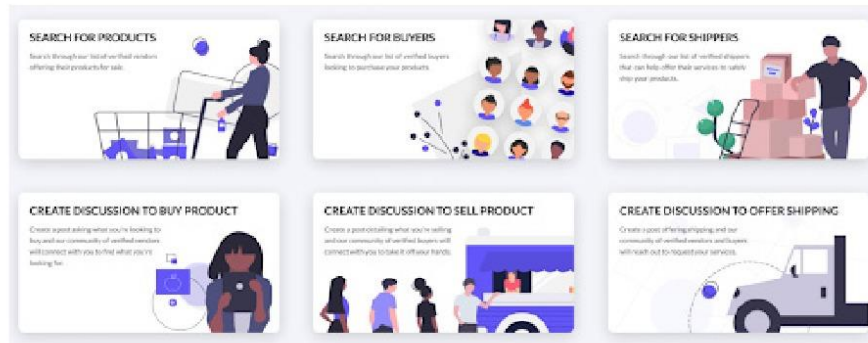 SEARCH FOR PRODUCTS
Search through our list of verified vendors
offering their products for sale.
SEARCH FOR BUYERS
Search through our list of verified buyers
looking to purchase your products
SEARCH FOR SHIPPERS
Search through our list of verified shippers
that can help offer their services to safely
ship your products.
CREATE DISCUSSION TO BUY PRODUCT
Create a post asking what you're looking to
buy and our community of verified vendors
will connect with you to find what you're
looking for.
CREATE DISCUSSION TO SELL PRODUCT
Create a post detailing what you're selling
and our community of verified buyers will
connect with you to take it off your hands.
CREATE DISCUSSION TO OFFER SHIPPING
Create a post offering shipping and our
community of verified vendors and buyers
will reach out to request your services.